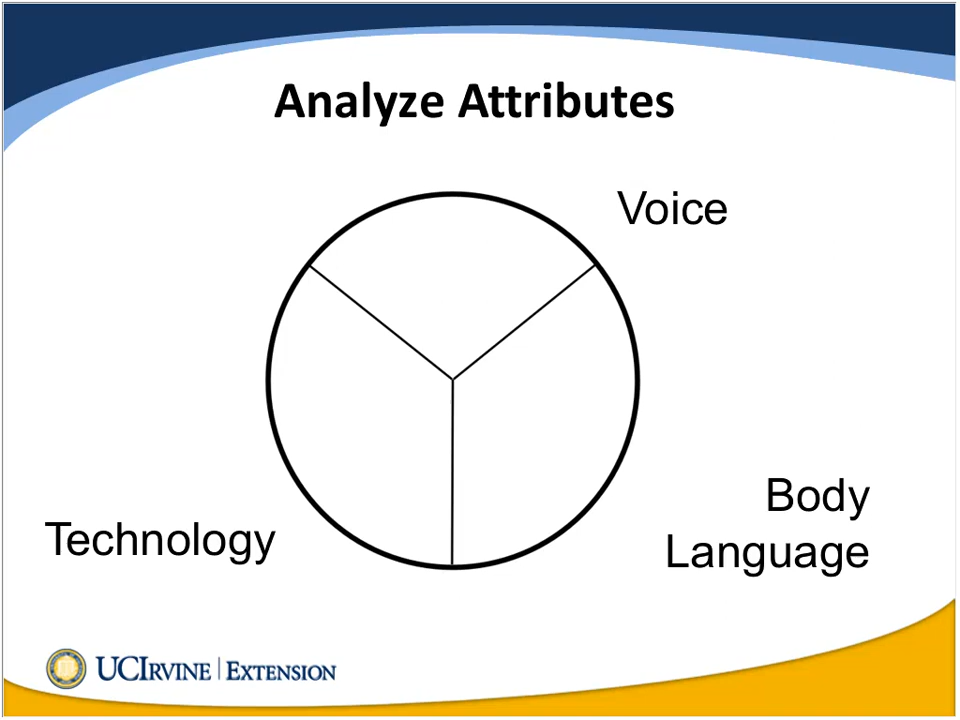 Analyze Attributes
Voice
Body
Language
Technology
UCIRVINE | EXTENSION